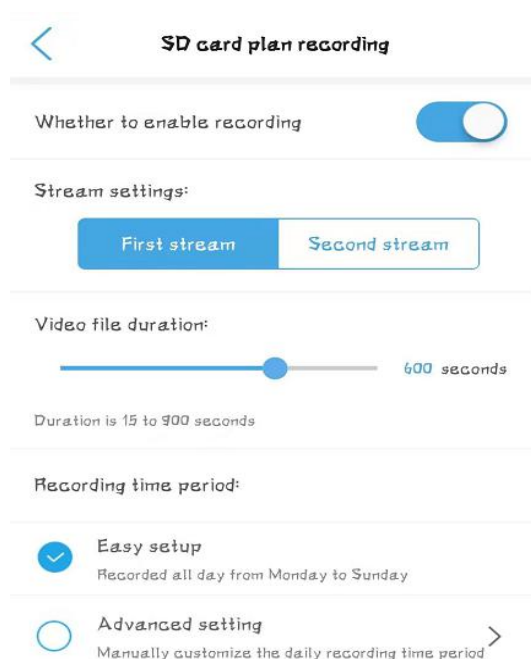 SD card plan recording
Whether to enable recording
Stream settings:
First stream
Second stream
Video file duration:
600 seconds
Duration is 15 to 900 seconds
Recording time period:
Easy setup
Recorded all day from Monday to Sunday
Advanced setting
Manually customize the daily recording time period